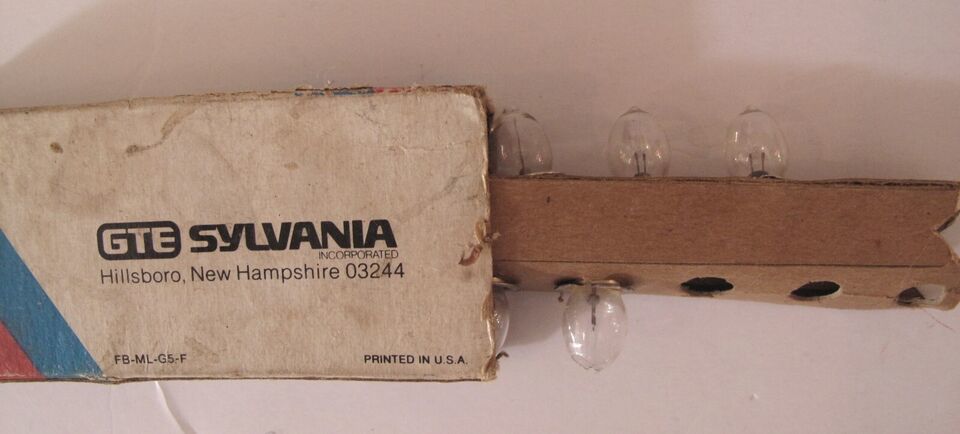 GTE SYLVANIA
INCORPORATED
Hillsboro, New Hampshire 03244
FB-ML-G5-F
PRINTED IN U.S.A.